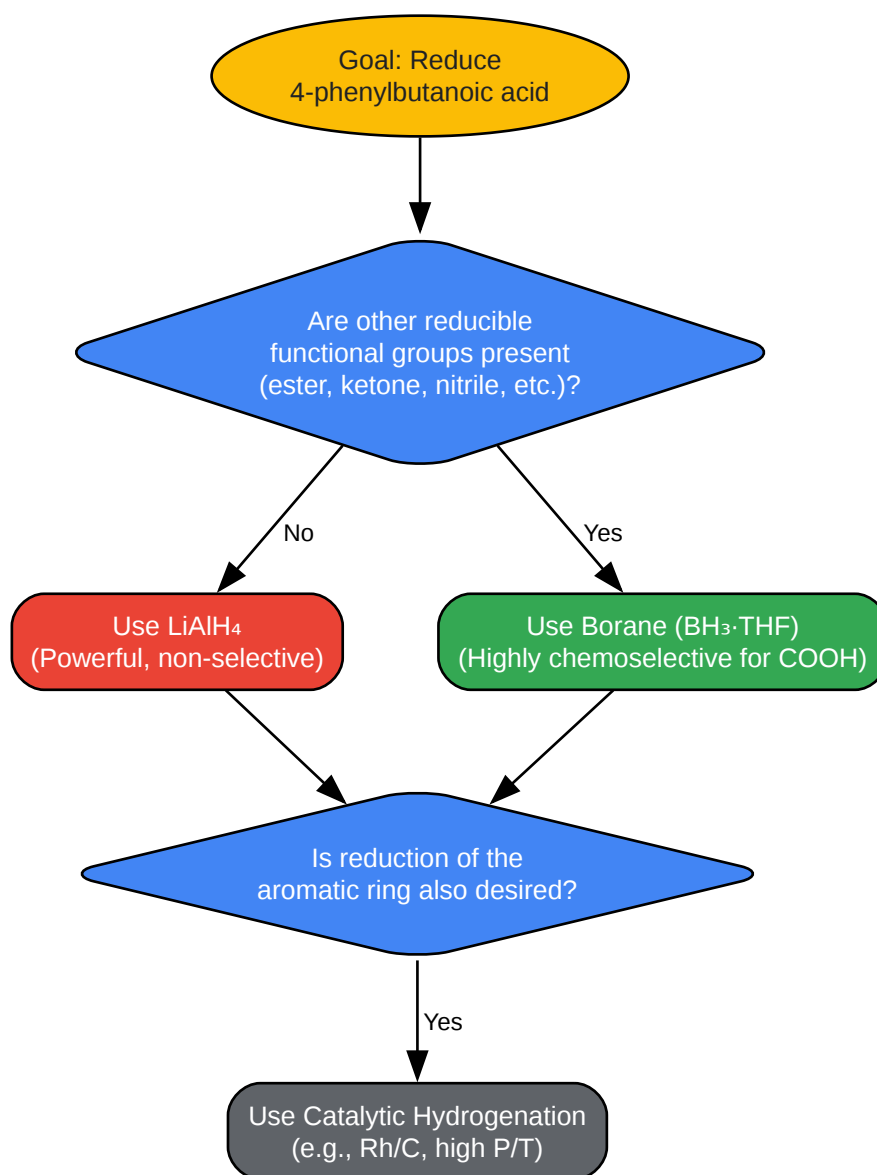 Goal: Reduce
4-phenylbutanoic acid
Are other reducible
functional groups present
(ester, ketone, nitrile, etc.)?
No
Yes
Use LiAlH₄
(Powerful, non-selective)
Use Borane (BH₃·THF)
(Highly chemoselective for COOH)
Is reduction of the
aromatic ring also desired?
Yes
Use Catalytic Hydrogenation
(e.g., Rh/C, high P/T)